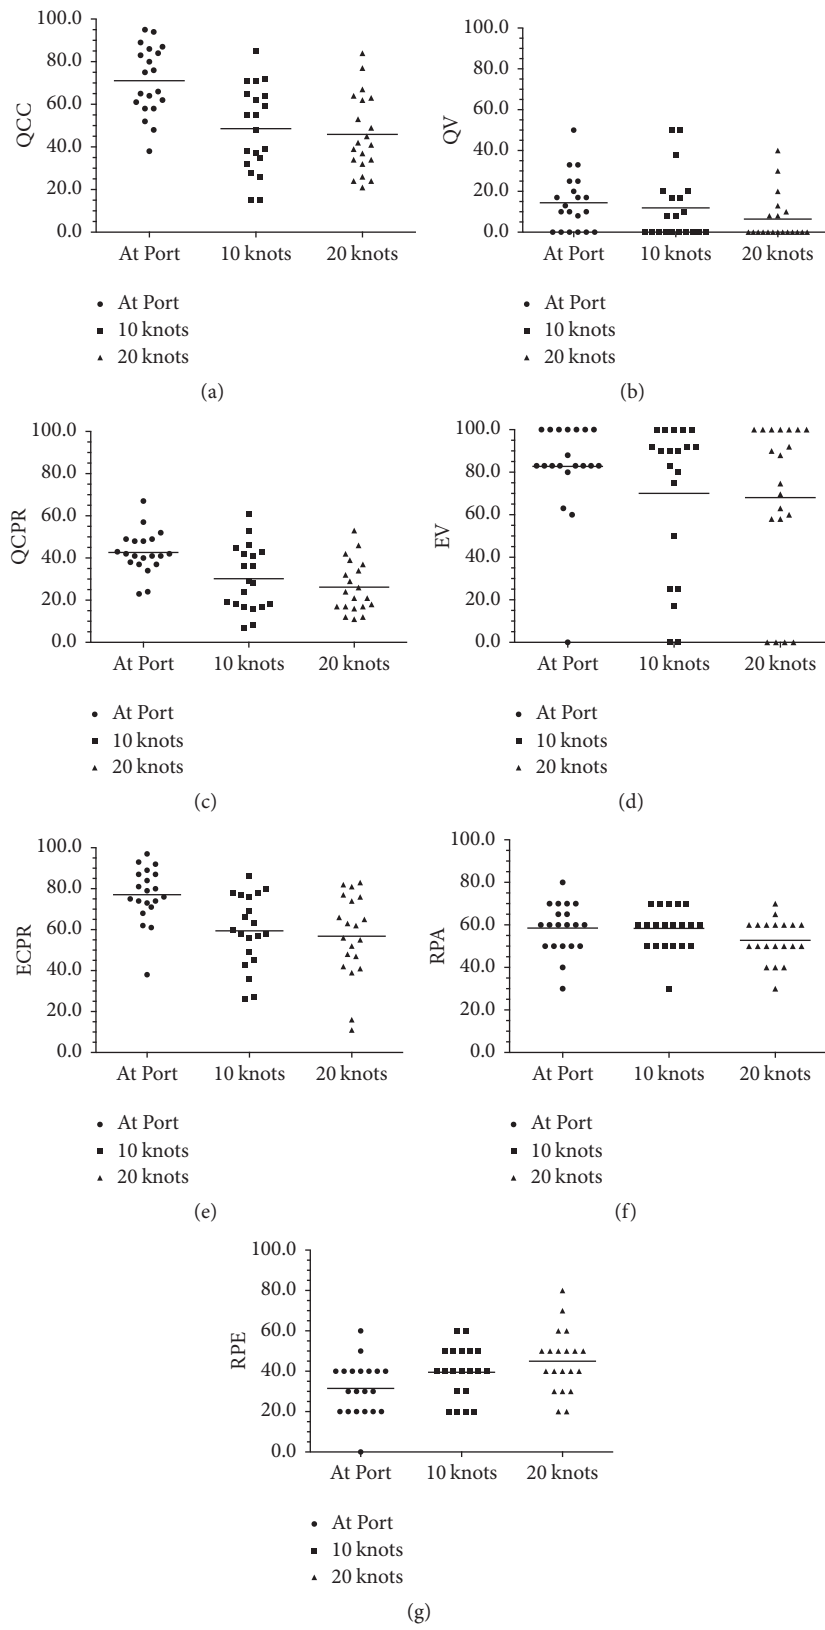 100.0
80.0
60.0
40.0
20.0
0.0
QCC
At Port 10 knots 20 knots
At Port
10 knots
20 knots
(a)
100.0
80.0
60.0
40.0
20.0
0.0
QV
At Port 10 knots 20 knots
At Port
10 knots
20 knots
(b)
100.0
80.0
60.0
40.0
20.0
0.0
QCPR
At Port 10 knots 20 knots
At Port
10 knots
20 knots
(c)
100.0
80.0
60.0
40.0
20.0
0.0
EV
At Port 10 knots 20 knots
At Port
10 knots
20 knots
(d)
100.0
80.0
60.0
40.0
20.0
0.0
ECPR
At Port 10 knots 20 knots
At Port
10 knots
20 knots
(e)
100.0
80.0
60.0
40.0
20.0
0.0
RPA
At Port 10 knots 20 knots
At Port
10 knots
20 knots
(f)
100.0
80.0
60.0
40.0
20.0
0.0
RPE
At Port 10 knots 20 knots
At Port
10 knots
20 knots
(g)